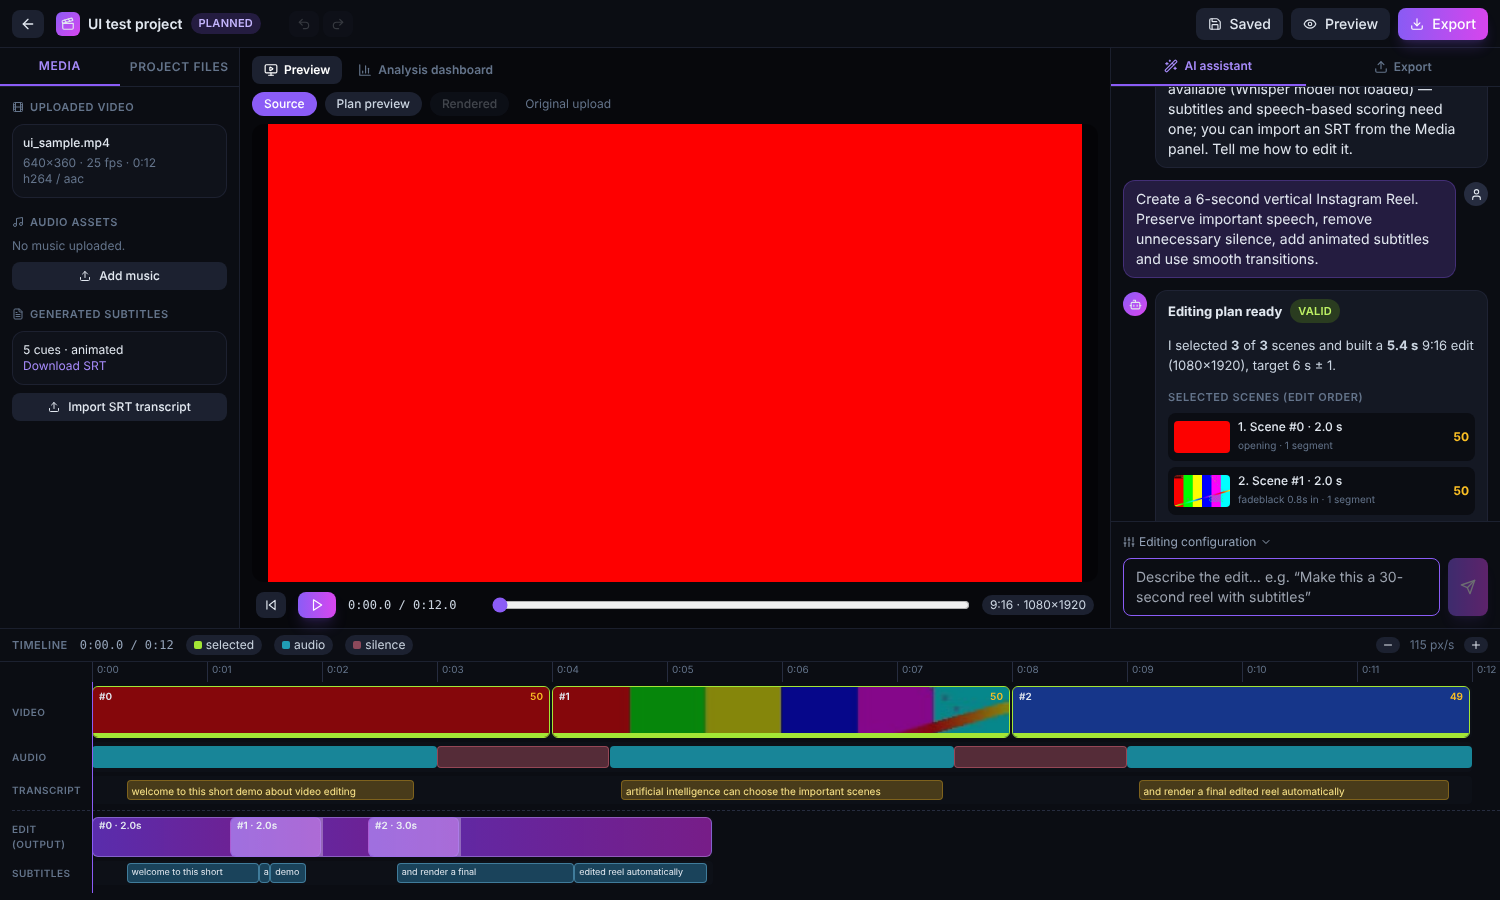 UI test project PLANNED
Saved
Preview
Export
MEDIA
PROJECT FILES
UPLOADED VIDEO
ui_sample.mp4
640×360 · 25 fps · 0:12
h264 / aac
AUDIO ASSETS
No music uploaded.
Add music
GENERATED SUBTITLES
5 cues · animated
Download SRT
Import SRT transcript
Preview
Analysis dashboard
Source
Plan preview
Rendered
Original upload
0:00.0 / 0:12.0
9:16 · 1080×1920
AI assistant
Export
available (Whisper model not loaded) —
subtitles and speech-based scoring need
one; you can import an SRT from the Media
panel. Tell me how to edit it.
Create a 6-second vertical Instagram Reel.
Preserve important speech, remove
unnecessary silence, add animated subtitles
and use smooth transitions.
Editing plan ready VALID
I selected 3 of 3 scenes and built a 5.4 s 9:16 edit
(1080×1920), target 6 s ± 1.
SELECTED SCENES (EDIT ORDER)
1. Scene #0 · 2.0 s
opening · 1 segment
50
2. Scene #1 · 2.0 s
fadeblack 0.8s in · 1 segment
50
Editing configuration
Describe the edit... e.g. “Make this a 30-
second reel with subtitles”
TIMELINE 0:00.0 / 0:12 selected audio silence
115 px/s
0:00 0:01 0:02 0:03 0:04 0:05 0:06 0:07 0:08 0:09 0:10 0:11 0:12
VIDEO
#0 50 #1 50 #2 49
AUDIO
TRANSCRIPT
welcome to this short demo about video editing
artificial intelligence can choose the important scenes
and render a final edited reel automatically
EDIT
(OUTPUT)
#0 · 2.0s #1 · 2.0s #2 · 3.0s
SUBTITLES
welcome to this short
a
demo
and render a final
edited reel automatically